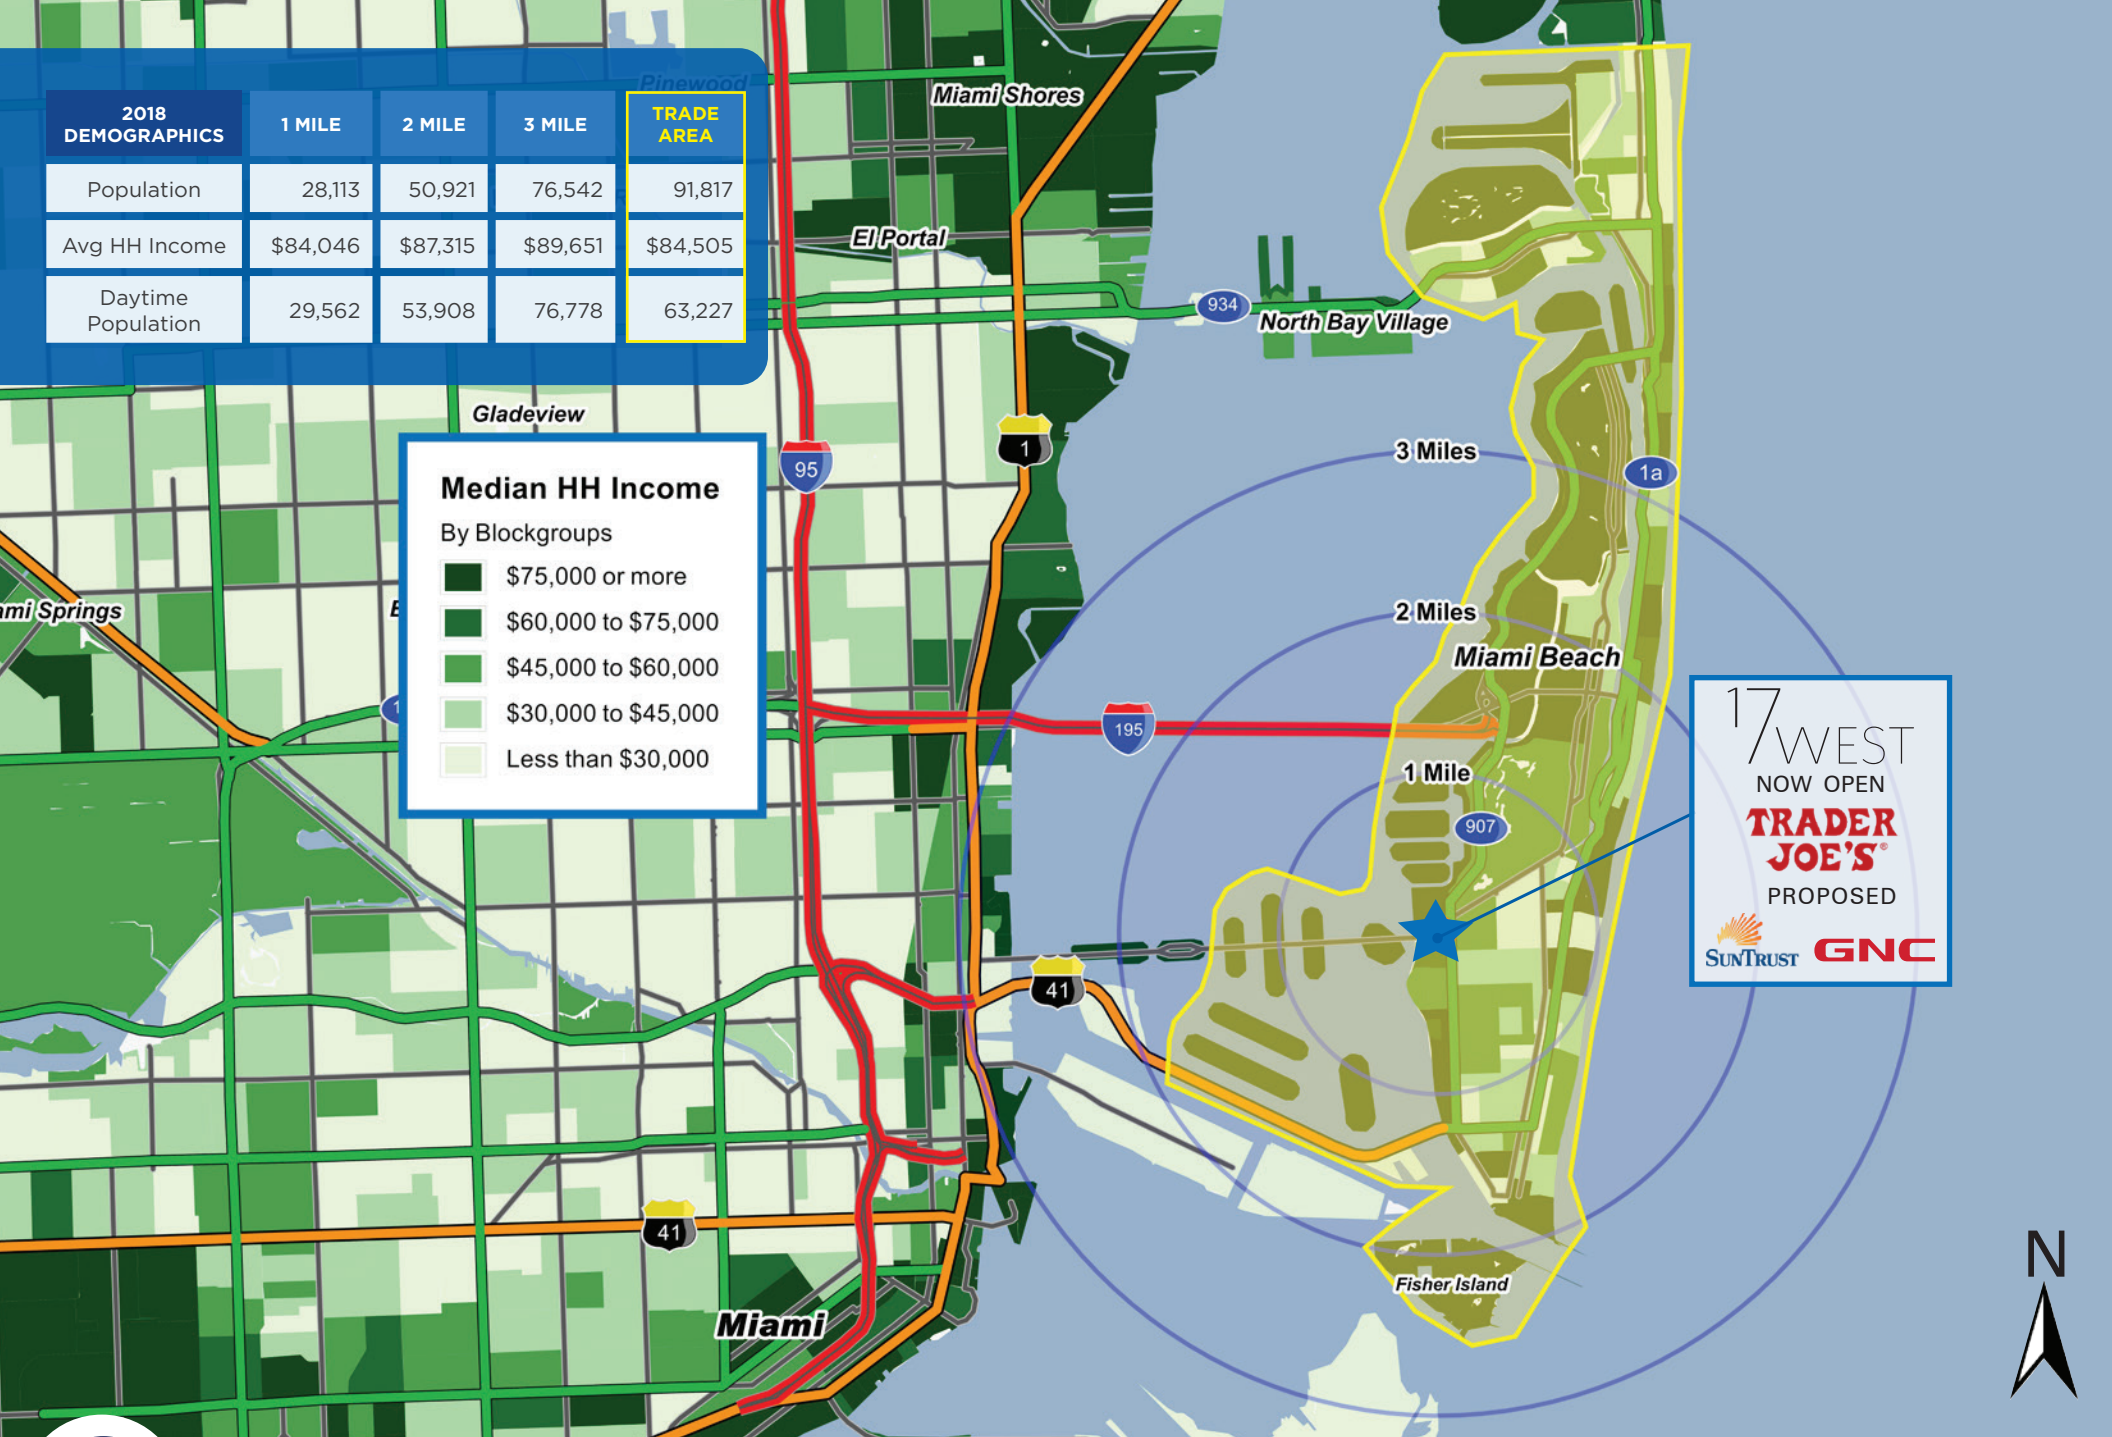 2018
DEMOGRAPHICS
1 MILE
2 MILE
3 MILE
TRADE
AREA
Population
28,113
50,921
76,542
91,817
Avg HH Income
$84,046
$87,315
$89,651
$84,505
Daytime
Population
29,562
53,908
76,778
63,227
Pinewood
Miami Shores
El Portal
934
North Bay Village
Gladeview
95
1
3 Miles
1a
Median HH Income
By Blockgroups
$75,000 or more
$60,000 to $75,000
$45,000 to $60,000
$30,000 to $45,000
Less than $30,000
mi Springs
2 Miles
Miami Beach
195
1 Mile
907
17WEST
NOW OPEN
TRADER
JOE'S®
PROPOSED
SUNTRUST
GNC
41
41
Miami
Fisher Island
N